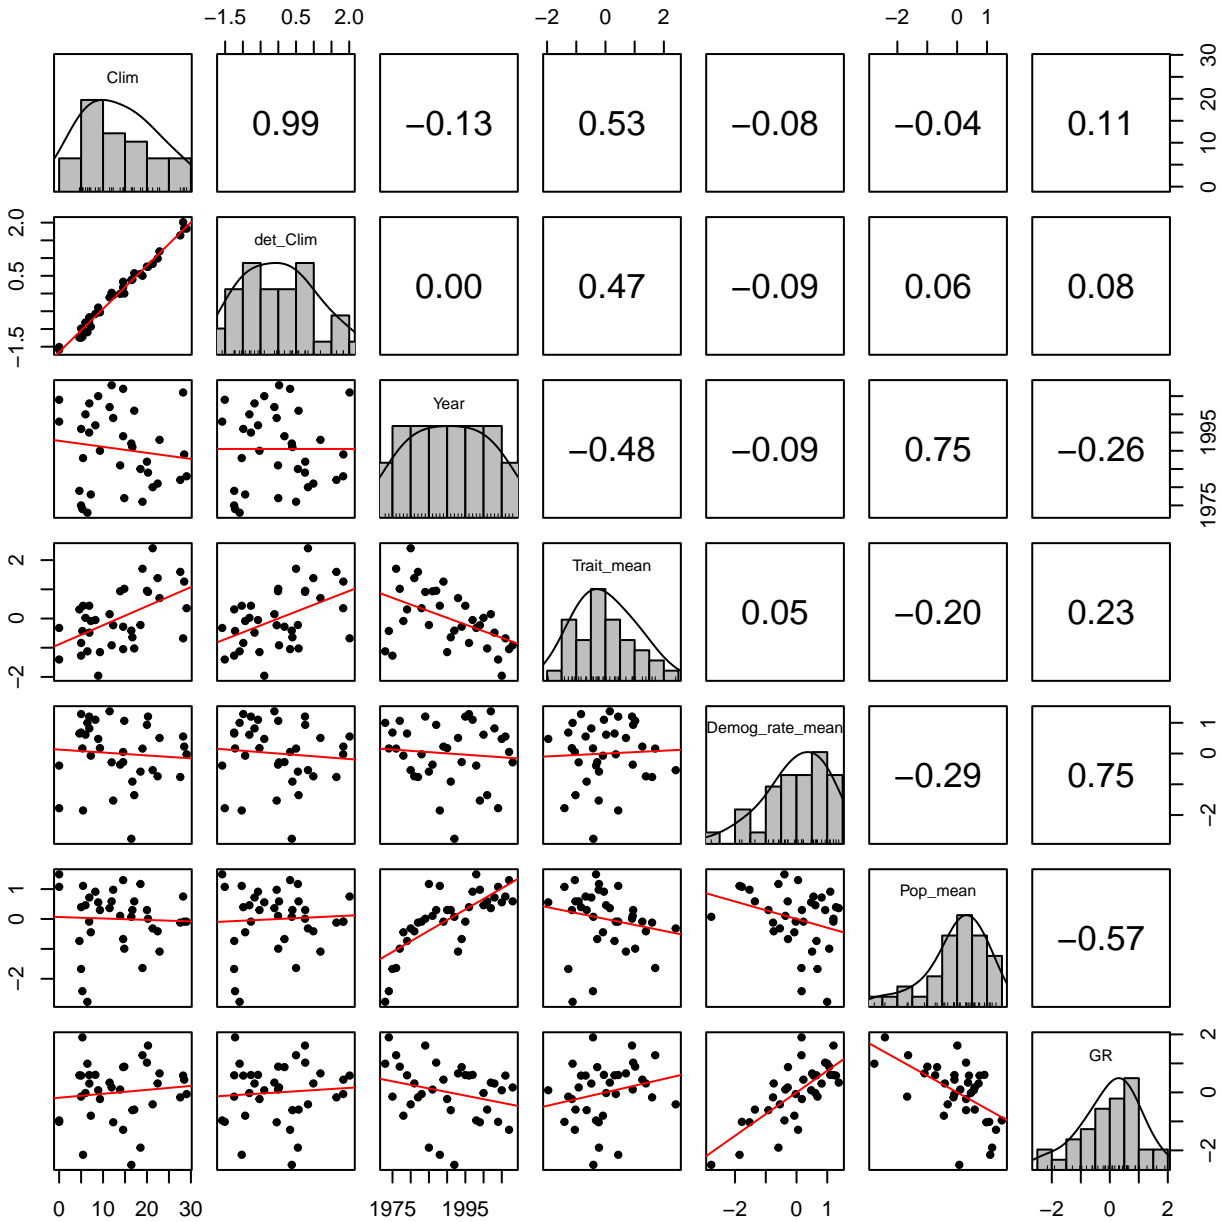 −1.5 0.5 2.0 −2 0 2 −2 0 1
Clim 0.99 −0.13 0.53 −0.08 −0.04 0.11 0 10 20 30
−1.5 0.5 2.0 det_Clim 0.00 0.47 −0.09 0.06 0.08
Year −0.48 −0.09 0.75 −0.26 1975 1995
−2 0 2 Trait_mean 0.05 −0.20 0.23
Demog_rate_mean −0.29 0.75 −2 0 1
−2 0 1 Pop_mean −0.57
GR −2 0 2
0 10 20 30 1975 1995 −2 0 1 −2 0 2